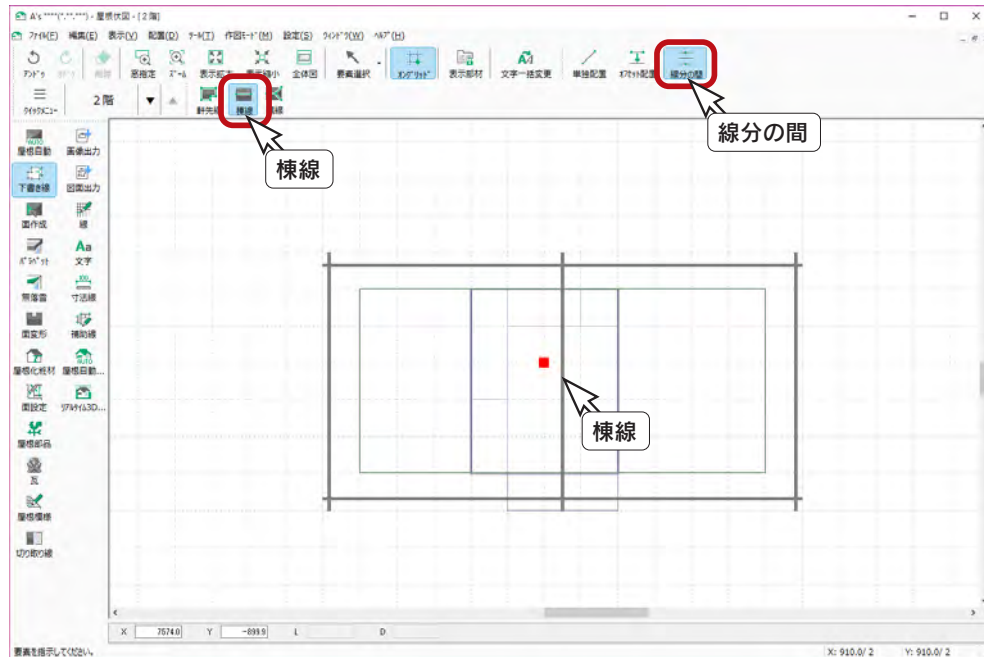 A's ****(*.**.***) - 屋根伏図 - [2階]
ﾌｧｲﾙ(F) 編集(E) 表示(V) 配置(D) ﾂｰﾙ(T) 作図ﾓｰﾄﾞ(M) 設定(S) ｳｨﾝﾄﾞｳ(W) ﾍﾙﾌﾟ(H)
ｱﾝﾄﾞｩ 削除 窓指定 ｽﾞｰﾑ 表示拡大 表示縮小 全体図 要素選択 ｵﾝｸﾞﾘｯﾄﾞ 表示部材 文字一括変更 単独配置 ｵﾌｾｯﾄ配置 線分の間
ｸｲｯｸﾒﾆｭｰ 2階 軒先線 棟線
線分の間
棟線
屋根自動 画像出力
下書き線 図面出力
面作成 線
ﾊﾟﾗﾍﾟｯﾄ 文字
無落雪 寸法線
面変形 補助線
屋根化粧材 屋根自動...
面設定 ﾘｱﾙﾀｲﾑ3D...
屋根部品
瓦
屋根模様
切り取り線
棟線
X 7574.0 Y -899.9 L D
要素を指示してください。 X: 910.0/ 2 Y: 910.0/ 2